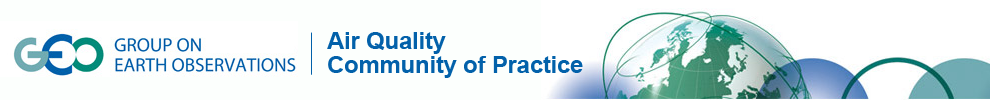 GEO
GROUP ON
EARTH OBSERVATIONS
Air Quality
Community of Practice